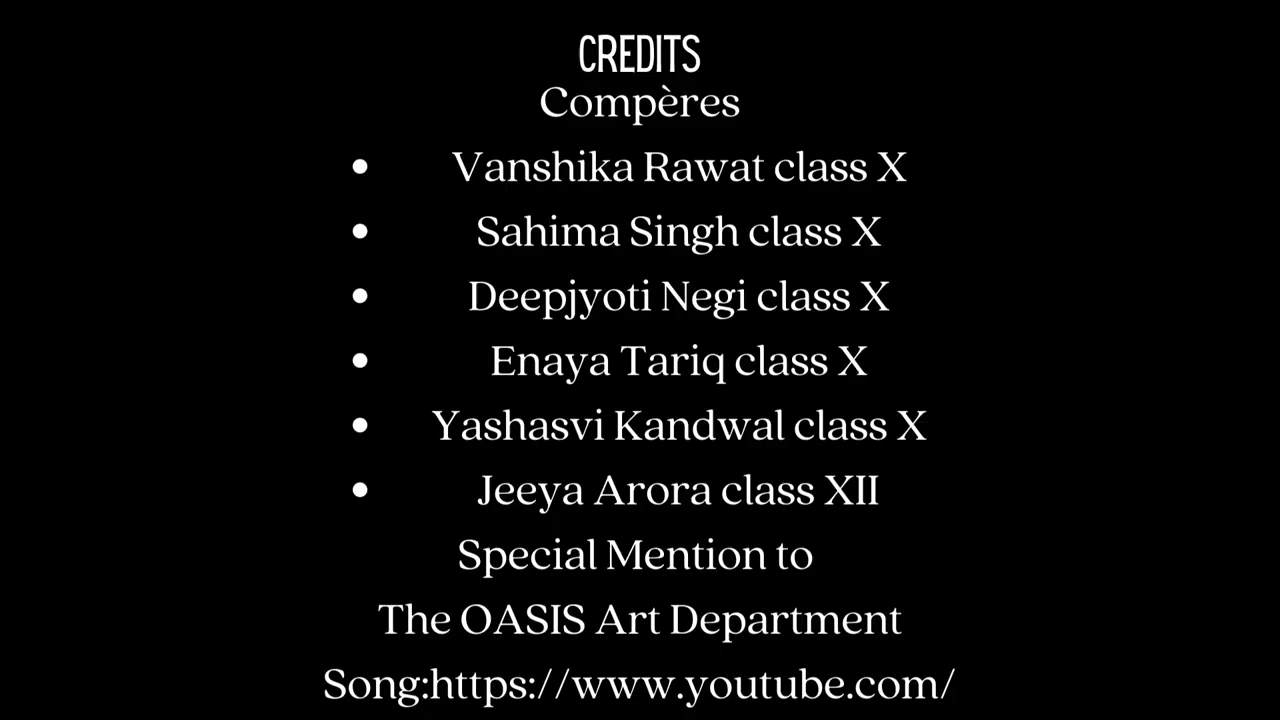 CREDITS
Compères
• Vanshika Rawat class X
• Sahima Singh class X
• Deepjyoti Negi class X
• Enaya Tariq class X
• Yashasvi Kandwal class X
• Jeeya Arora class XII
Special Mention to
The OASIS Art Department
Song:https://www.youtube.com/